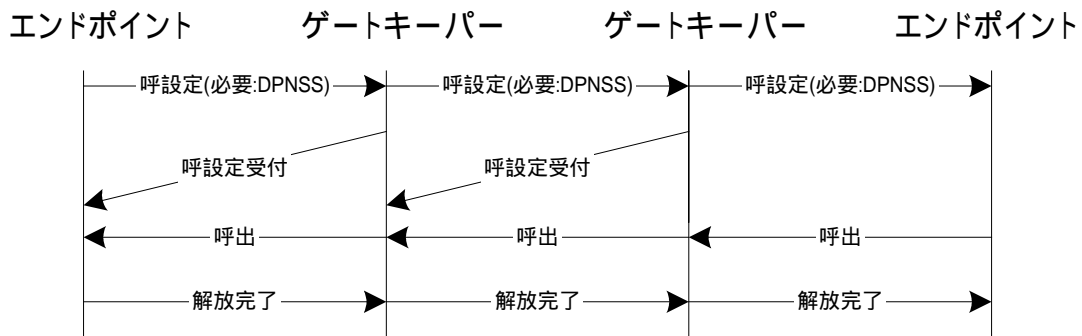 エンドポイント ゲートキーパー ゲートキーパー エンドポイント
呼設定(必要:DPNSS) 呼設定(必要:DPNSS) 呼設定(必要:DPNSS)
呼設定受付 呼設定受付
呼出 呼出 呼出
解放完了 解放完了 解放完了